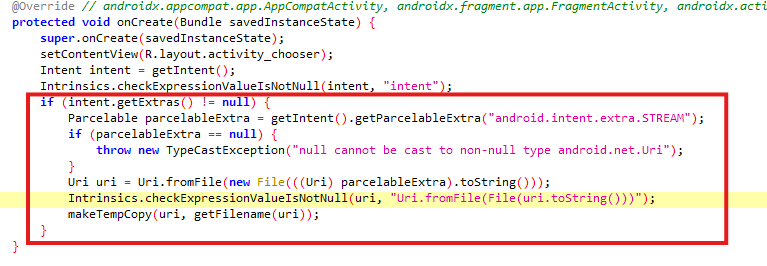 @Override // androidx.appcompat.app.AppCompatActivity, androidx.fragment.app.FragmentActivity, androidx.acti
protected void onCreate(Bundle savedInstanceState) {
super.onCreate(savedInstanceState);
setContentView(R.layout.activity_chooser);
Intent intent = getIntent();
Intrinsics.checkExpressionValueIsNotNull(intent, "intent");
if (intent.getExtras() != null) {
Parcelable parcelableExtra = getIntent().getParcelableExtra("android.intent.extra.STREAM");
if (parcelableExtra == null) {
throw new TypeCastException("null cannot be cast to non-null type android.net.Uri");
}
Uri uri = Uri.fromFile(new File(((Uri) parcelableExtra).toString()));
Intrinsics.checkExpressionValueIsNotNull(uri, "Uri.fromFile(File(uri.toString()))");
makeTempCopy(uri, getFilename(uri));
}
}